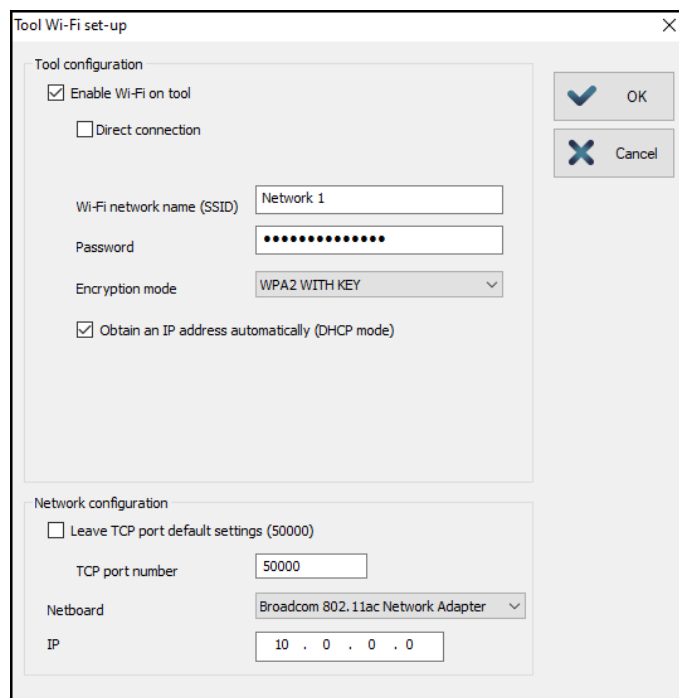 Tool Wi-Fi set-up
Tool configuration
Enable Wi-Fi on tool
OK
Direct connection
Cancel
Wi-Fi network name (SSID) Network 1
Password ●●●●●●●●●●●●●●
Encryption mode WPA2 WITH KEY
Obtain an IP address automatically (DHCP mode)
Network configuration
Leave TCP port default settings (50000)
TCP port number 50000
Netboard Broadcom 802.11ac Network Adapter
IP 10 . 0 . 0 . 0